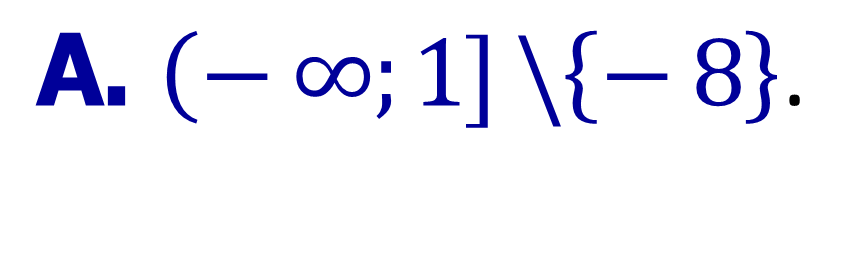 A. (− ∞; 1] \{− 8}.